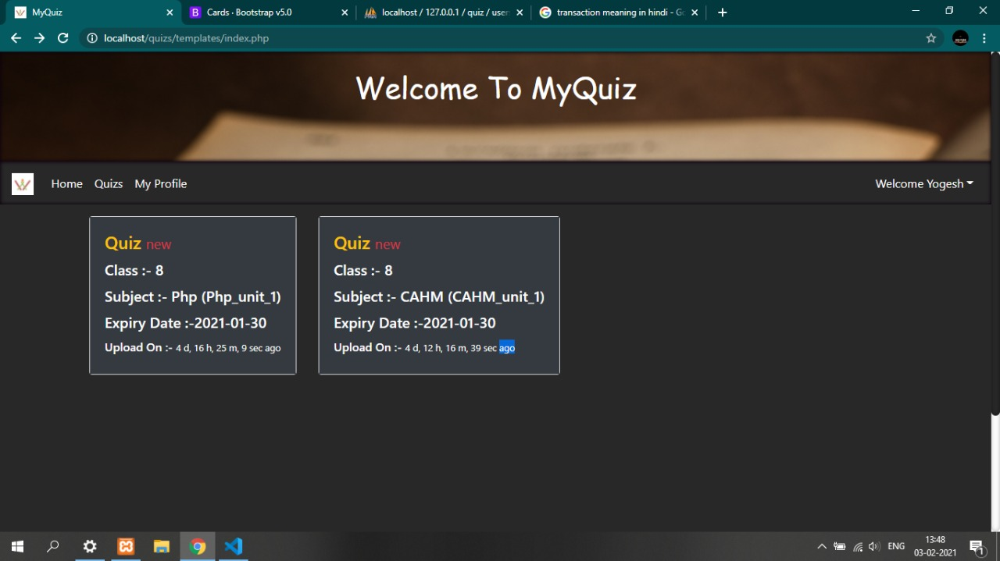 MyQuiz
Cards · Bootstrap v5.0
localhost / 127.0.0.1 / quiz / user
transaction meaning in hindi - Go
localhost/quizs/templates/index.php
Welcome To MyQuiz
Home Quizs My Profile Welcome Yogesh
Quiz new
Class :- 8
Subject :- Php (Php_unit_1)
Expiry Date :-2021-01-30
Upload On :- 4 d, 16 h, 25 m, 9 sec ago
Quiz new
Class :- 8
Subject :- CAHM (CAHM_unit_1)
Expiry Date :-2021-01-30
Upload On :- 4 d, 12 h, 16 m, 39 sec ago
ENG
13:48
03-02-2021
1